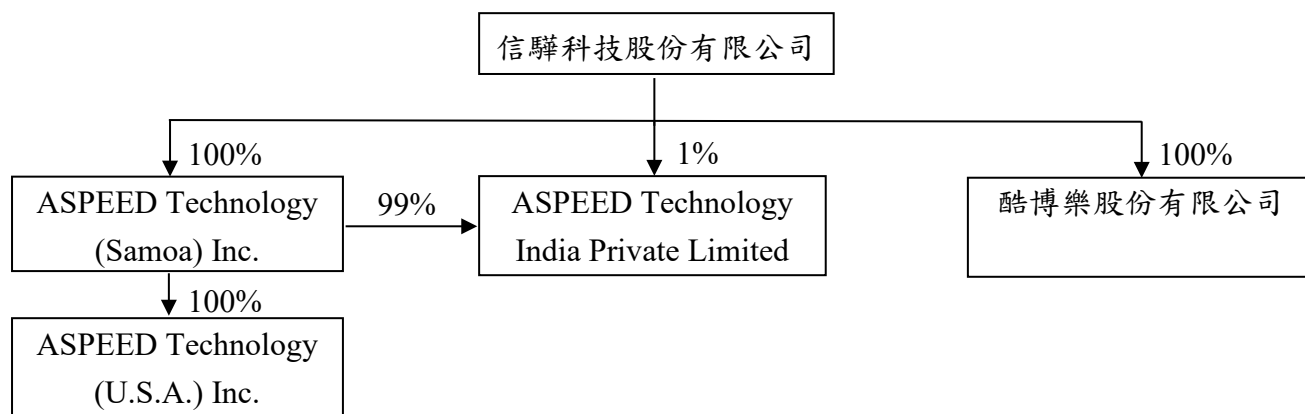 信驊科技股份有限公司
100%
1%
100%
ASPEED Technology
(Samoa) Inc.
99%
ASPEED Technology
India Private Limited
酷博樂股份有限公司
100%
ASPEED Technology
(U.S.A.) Inc.